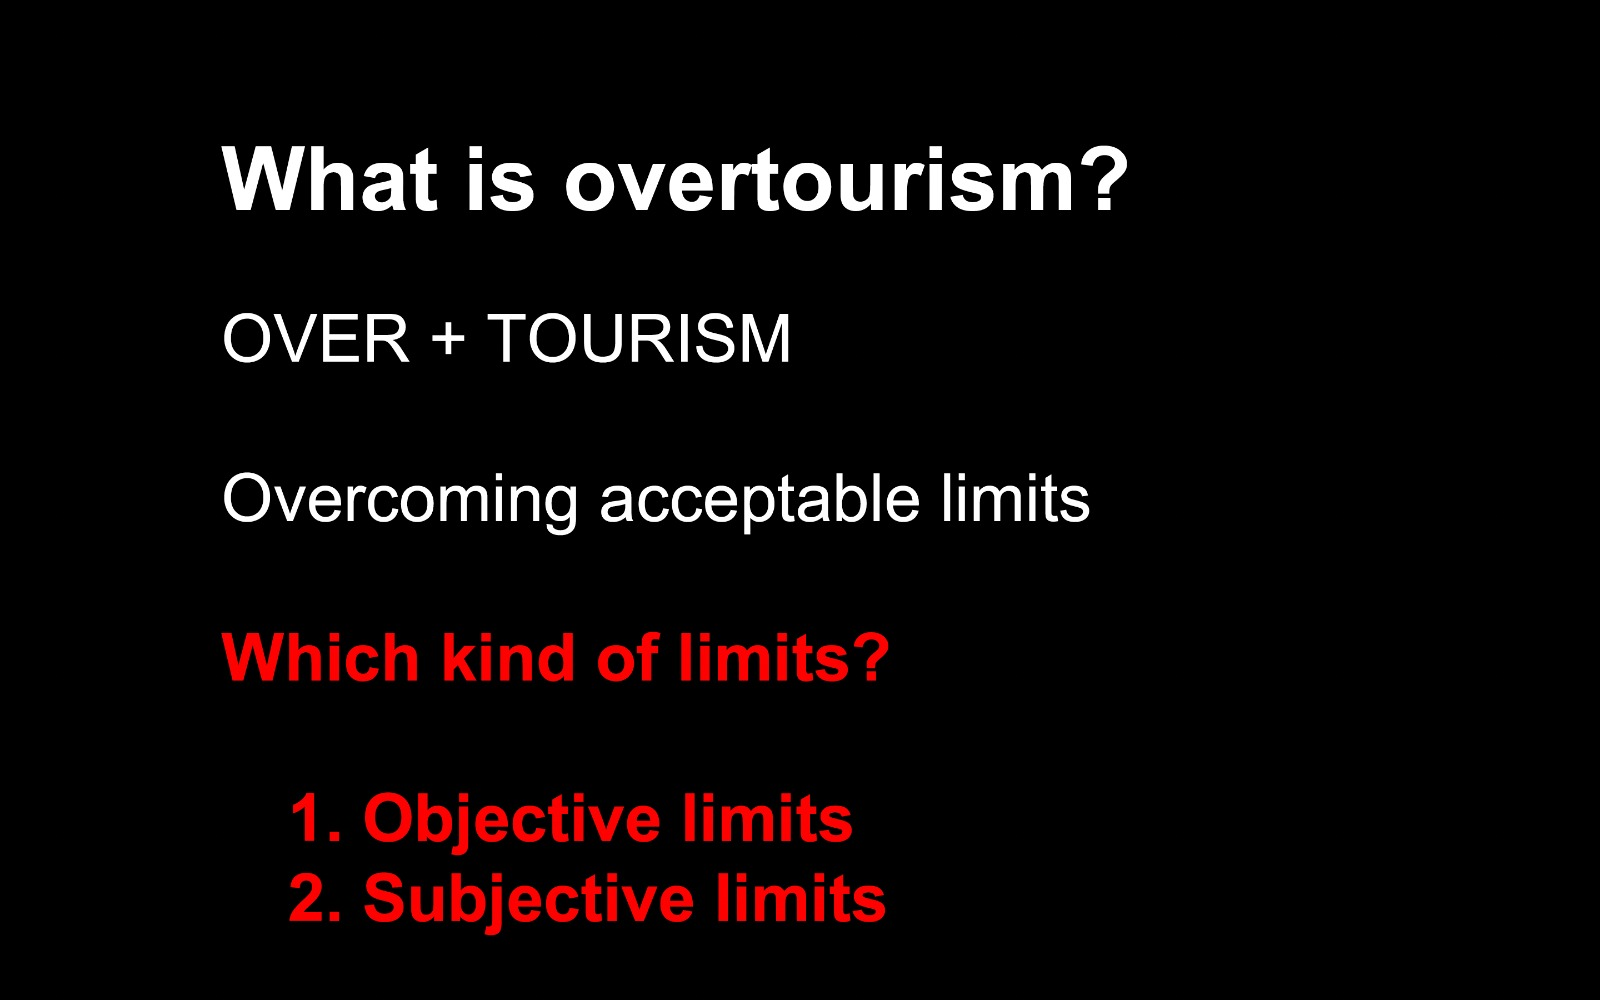 What is overtourism?
OVER + TOURISM
Overcoming acceptable limits
Which kind of limits?
1. Objective limits
2. Subjective limits